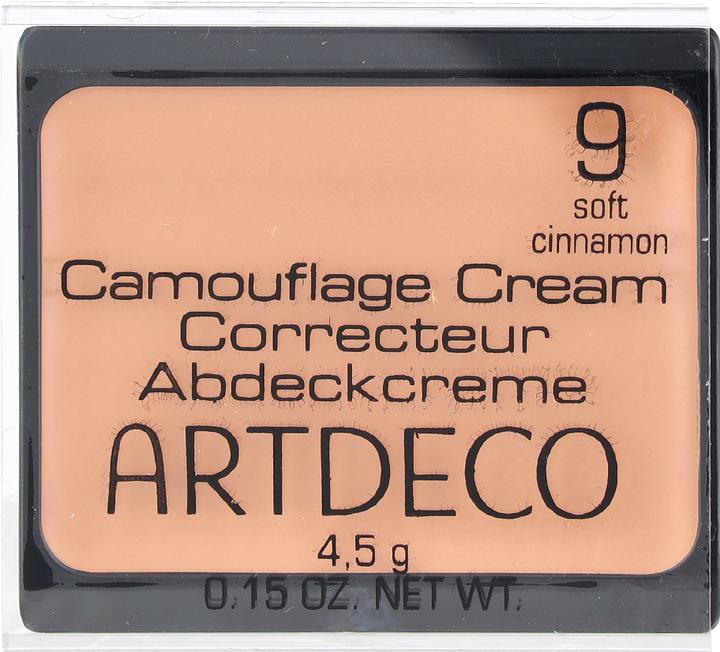 9
soft
cinnamon
Camouflage Cream
Correcteur
Abdeckcreme
ARTDECO
4,5 g
0.15 OZ. NET WT.